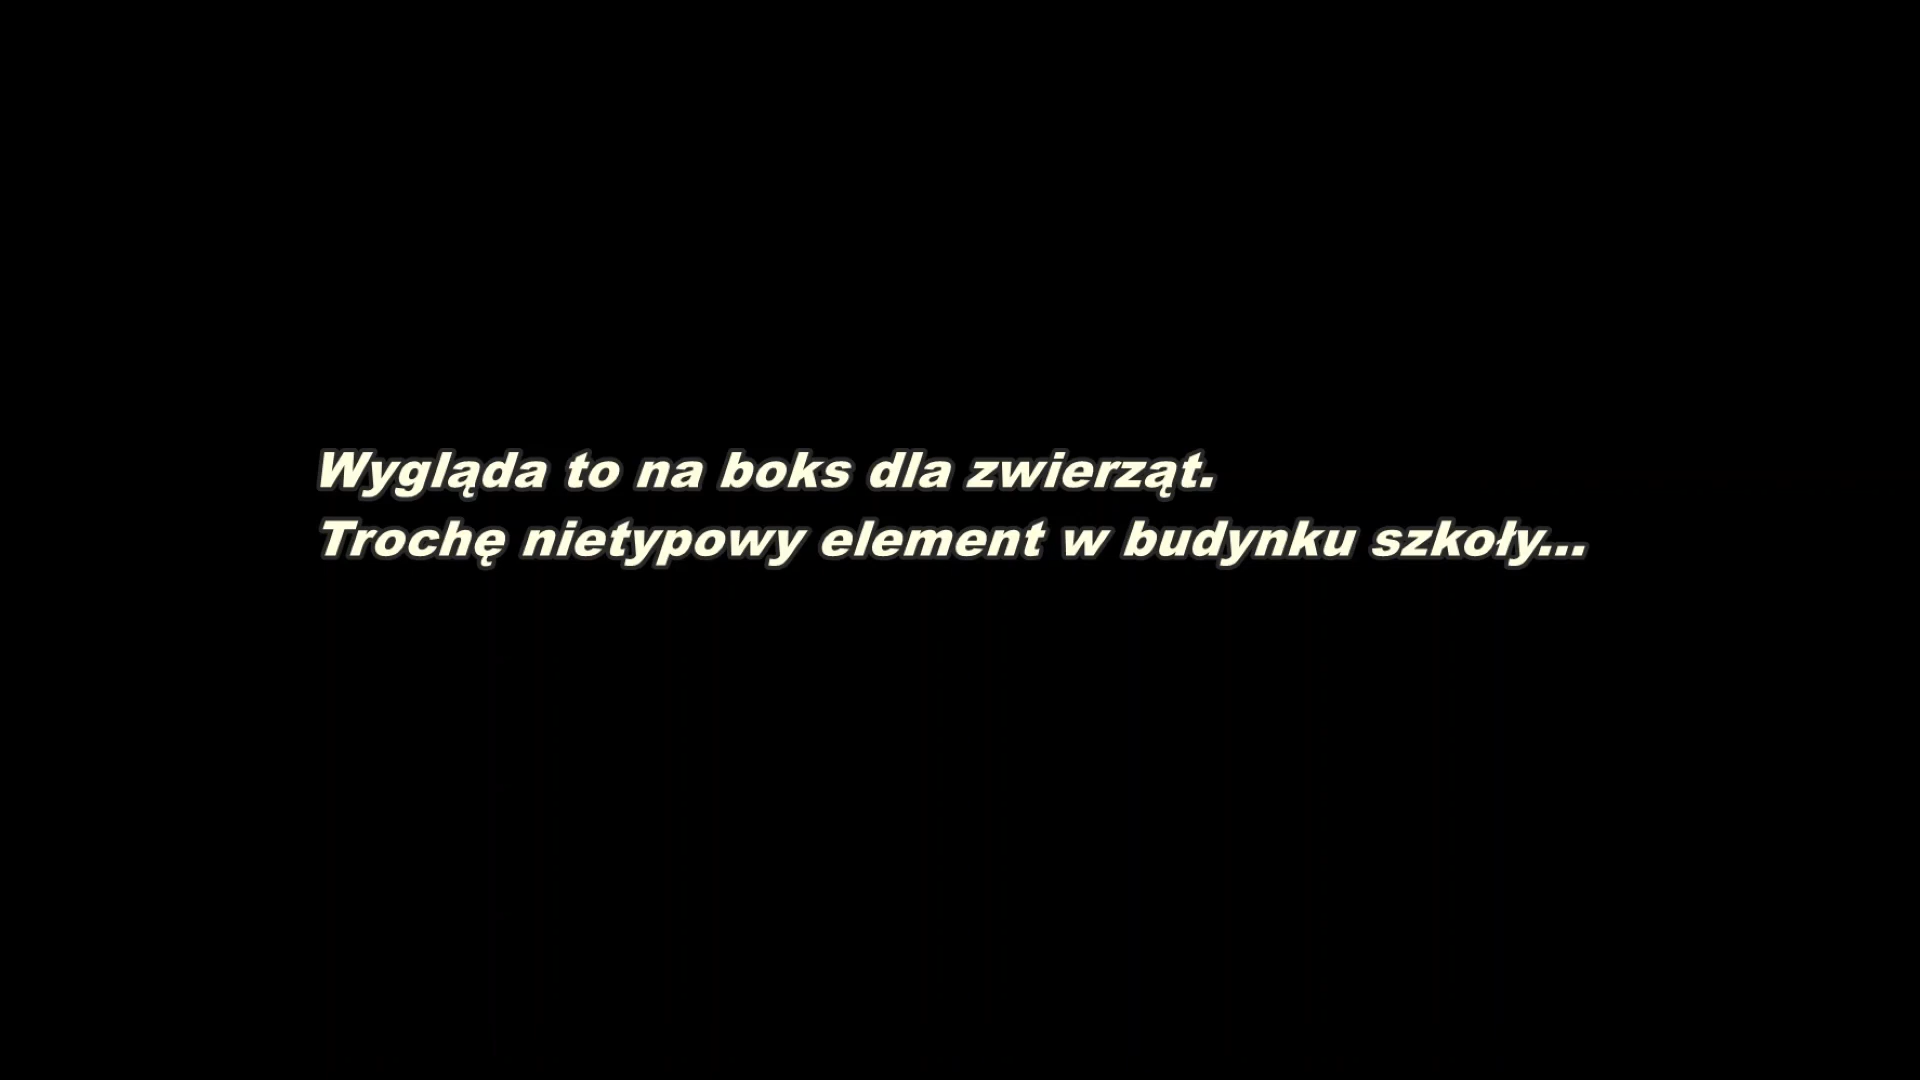 Wygląda to na boks dla zwierząt.
Trochę nietypowy element w budynku szkoły...